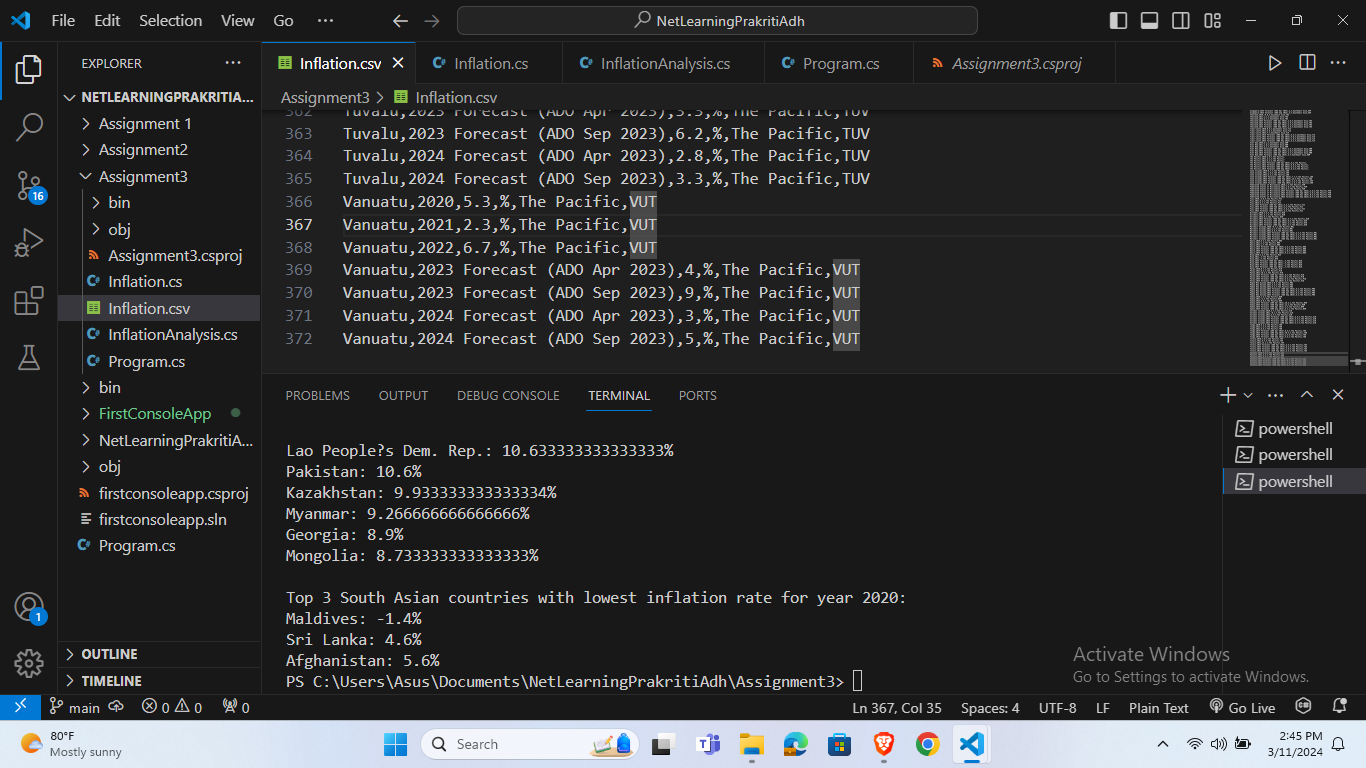 File Edit Selection View Go ··· NetLearningPrakritiAdh
EXPLORER ···
NETLEARNINGPRAKRITIA...
Assignment 1
Assignment2
Assignment3
bin
obj
Assignment3.csproj
Inflation.cs
Inflation.csv
InflationAnalysis.cs
Program.cs
bin
FirstConsoleApp
NetLearningPrakritiA...
obj
firstconsoleapp.csproj
firstconsoleapp.sln
Program.cs
OUTLINE
TIMELINE
16
1
Inflation.csv Inflation.cs InflationAnalysis.cs Program.cs Assignment3.csproj
Assignment3 > Inflation.csv
362 Tuvalu,2023 Forecast (ADO Apr 2023),3.3,%,The Pacific,TUV
363 Tuvalu,2023 Forecast (ADO Sep 2023),6.2,%,The Pacific,TUV
364 Tuvalu,2024 Forecast (ADO Apr 2023),2.8,%,The Pacific,TUV
365 Tuvalu,2024 Forecast (ADO Sep 2023),3.3,%,The Pacific,TUV
366 Vanuatu,2020,5.3,%,The Pacific,VUT
367 Vanuatu,2021,2.3,%,The Pacific,VUT
368 Vanuatu,2022,6.7,%,The Pacific,VUT
369 Vanuatu,2023 Forecast (ADO Apr 2023),4,%,The Pacific,VUT
370 Vanuatu,2023 Forecast (ADO Sep 2023),9,%,The Pacific,VUT
371 Vanuatu,2024 Forecast (ADO Apr 2023),3,%,The Pacific,VUT
372 Vanuatu,2024 Forecast (ADO Sep 2023),5,%,The Pacific,VUT
PROBLEMS OUTPUT DEBUG CONSOLE TERMINAL PORTS
Lao People?s Dem. Rep.: 10.633333333333333%
Pakistan: 10.6%
Kazakhstan: 9.933333333333334%
Myanmar: 9.266666666666666%
Georgia: 8.9%
Mongolia: 8.733333333333333%
Top 3 South Asian countries with lowest inflation rate for year 2020:
Maldives: -1.4%
Sri Lanka: 4.6%
Afghanistan: 5.6%
PS C:\Users\Asus\Documents\NetLearningPrakritiAdh\Assignment3>
powershell
powershell
powershell
Activate Windows
Go to Settings to activate Windows.
main 0 0 0 Ln 367, Col 35 Spaces: 4 UTF-8 LF Plain Text Go Live
80°F
Mostly sunny
Search
2:45 PM
3/11/2024